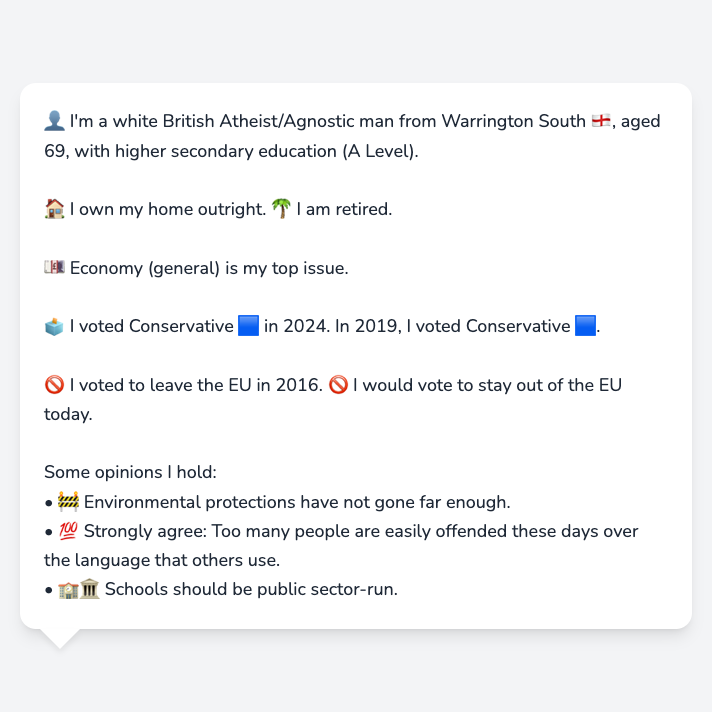 👤 I'm a white British Atheist/Agnostic man from Warrington South 🏴󠁧󠁢󠁥󠁮󠁧󠁿, aged
69, with higher secondary education (A Level).
🏠 I own my home outright. 🌴 I am retired.
💷 Economy (general) is my top issue.
🗳️ I voted Conservative 🟦 in 2024. In 2019, I voted Conservative 🟦.
🚫 I voted to leave the EU in 2016. 🚫 I would vote to stay out of the EU
today.
Some opinions I hold:
• 🚧 Environmental protections have not gone far enough.
• 💯 Strongly agree: Too many people are easily offended these days over
the language that others use.
• 🏫🏛️ Schools should be public sector-run.